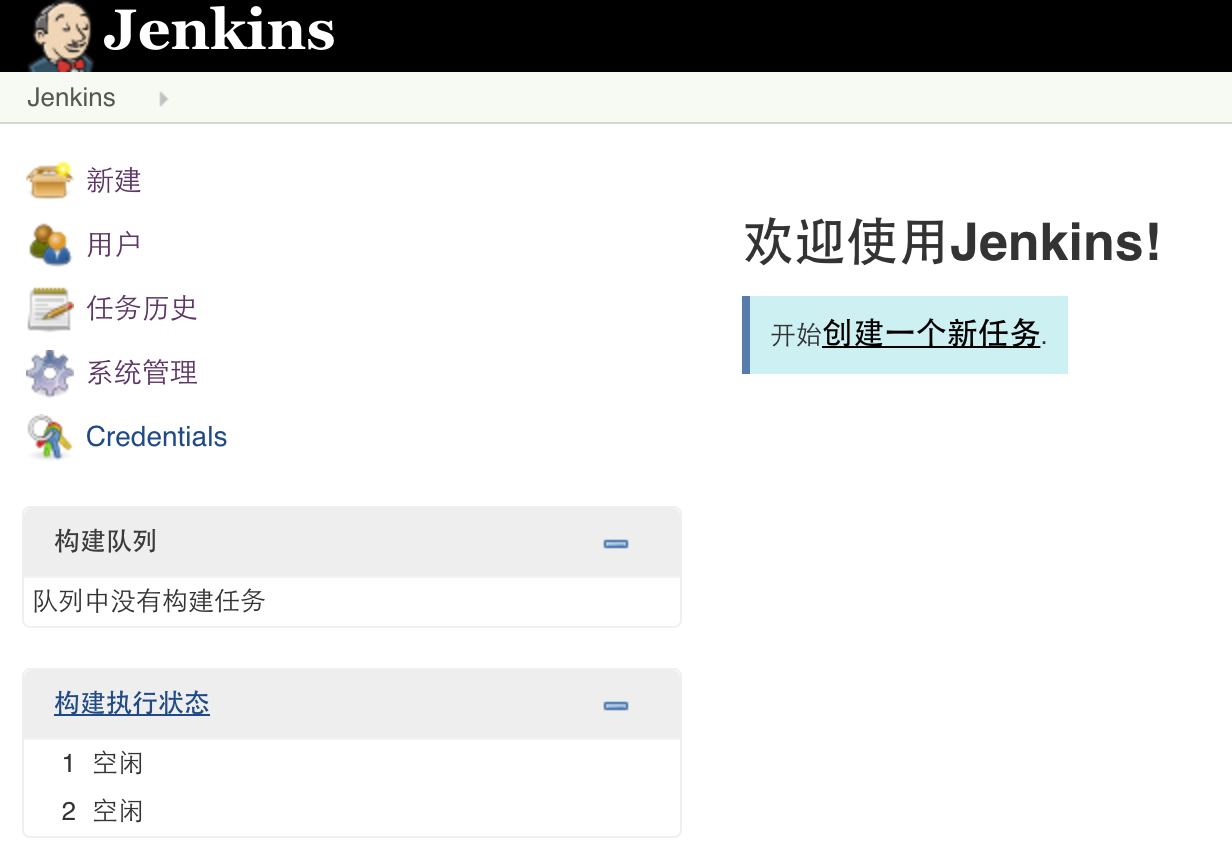 Jenkins
Jenkins
新建
用户
任务历史
系统管理
Credentials
构建队列
队列中没有构建任务
构建执行状态
1 空闲
2 空闲
欢迎使用Jenkins!
开始创建一个新任务.